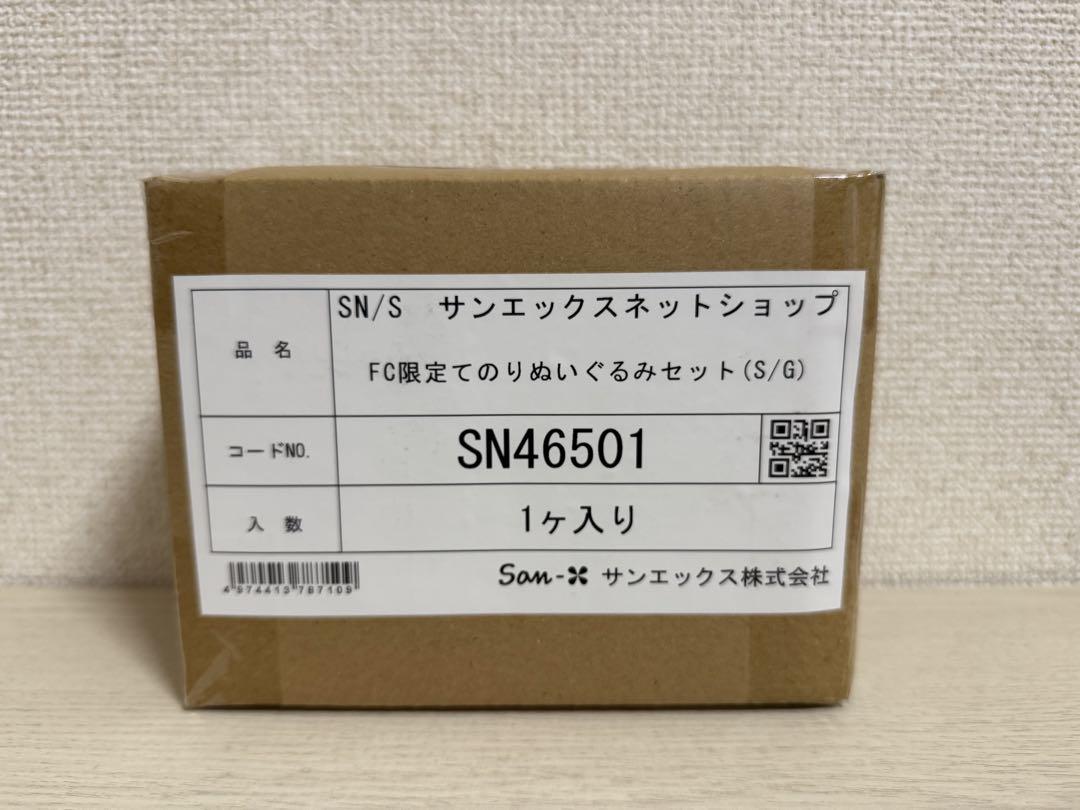 品 名
SN/S サンエックスネットショップ
FC限定てのりぬいぐるみセット(S/G)
コードNO.
SN46501
入 数
1ヶ入り
4974413787109
San-X サンエックス株式会社